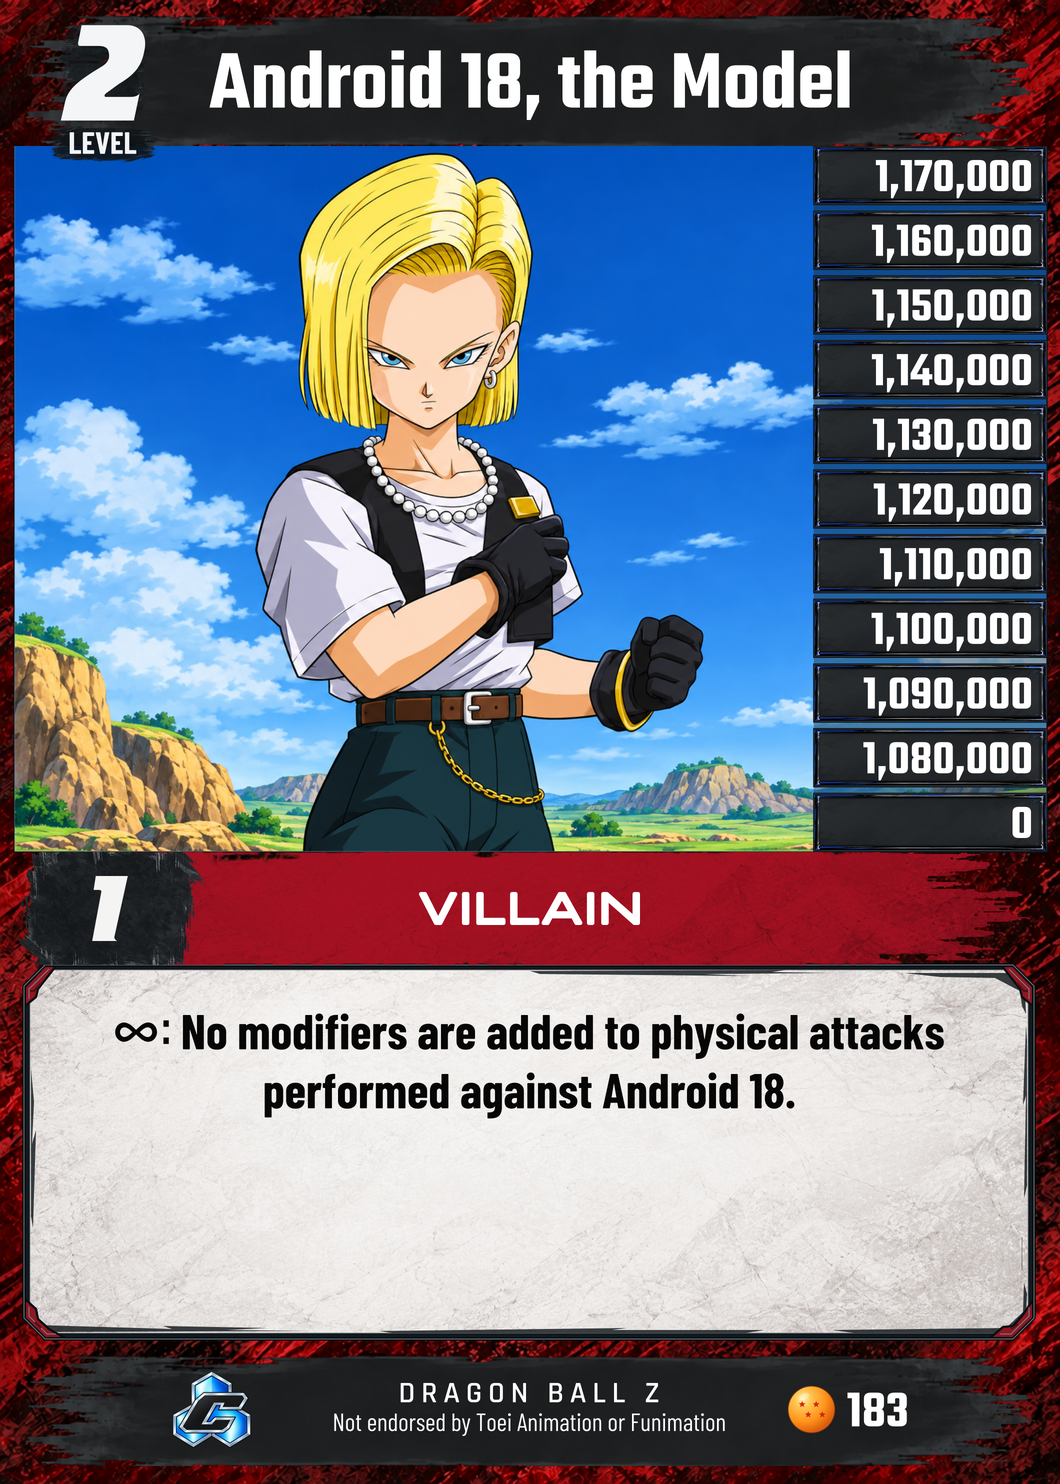 2
LEVEL
Android 18, the Model
1,170,000
1,160,000
1,150,000
1,140,000
1,130,000
1,120,000
1,110,000
1,100,000
1,090,000
1,080,000
0
1
VILLAIN
∞: No modifiers are added to physical attacks
performed against Android 18.
DRAGON BALL Z
Not endorsed by Toei Animation or Funimation
183